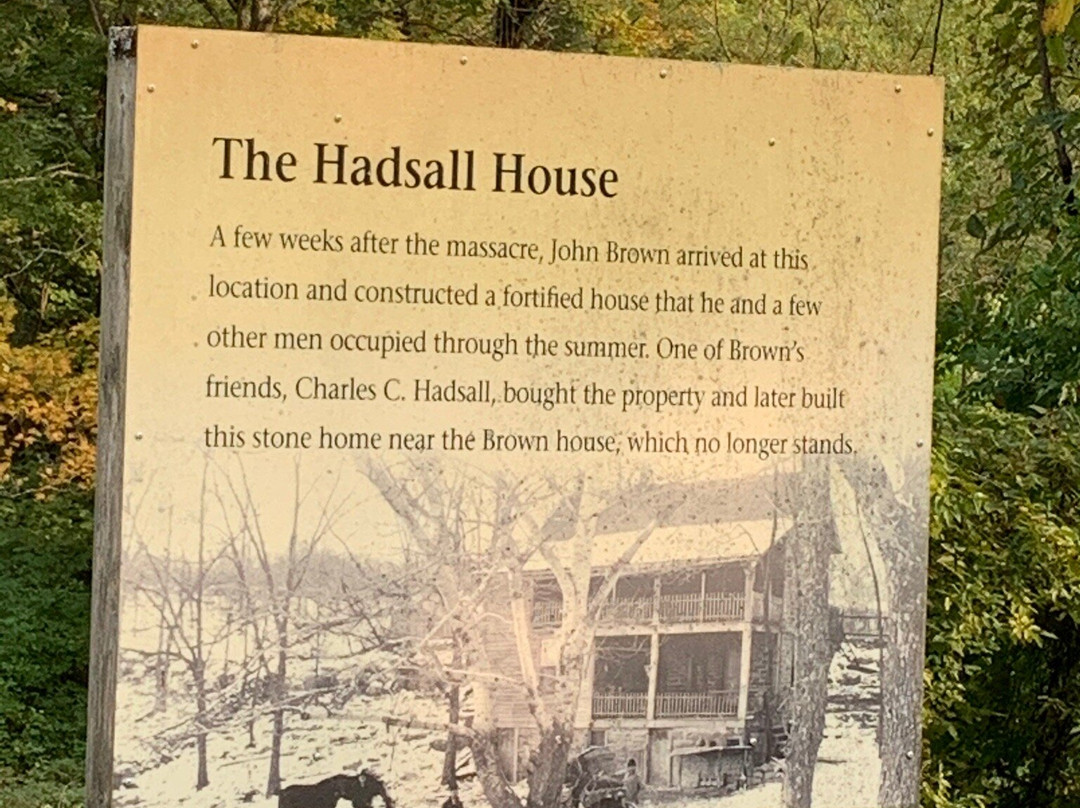 The Hadsall House
A few weeks after the massacre, John Brown arrived at this
location and constructed a fortified house that he and a few
other men occupied through the summer. One of Brown's
friends, Charles C. Hadsall, bought the property and later built
this stone home near the Brown house, which no longer stands.